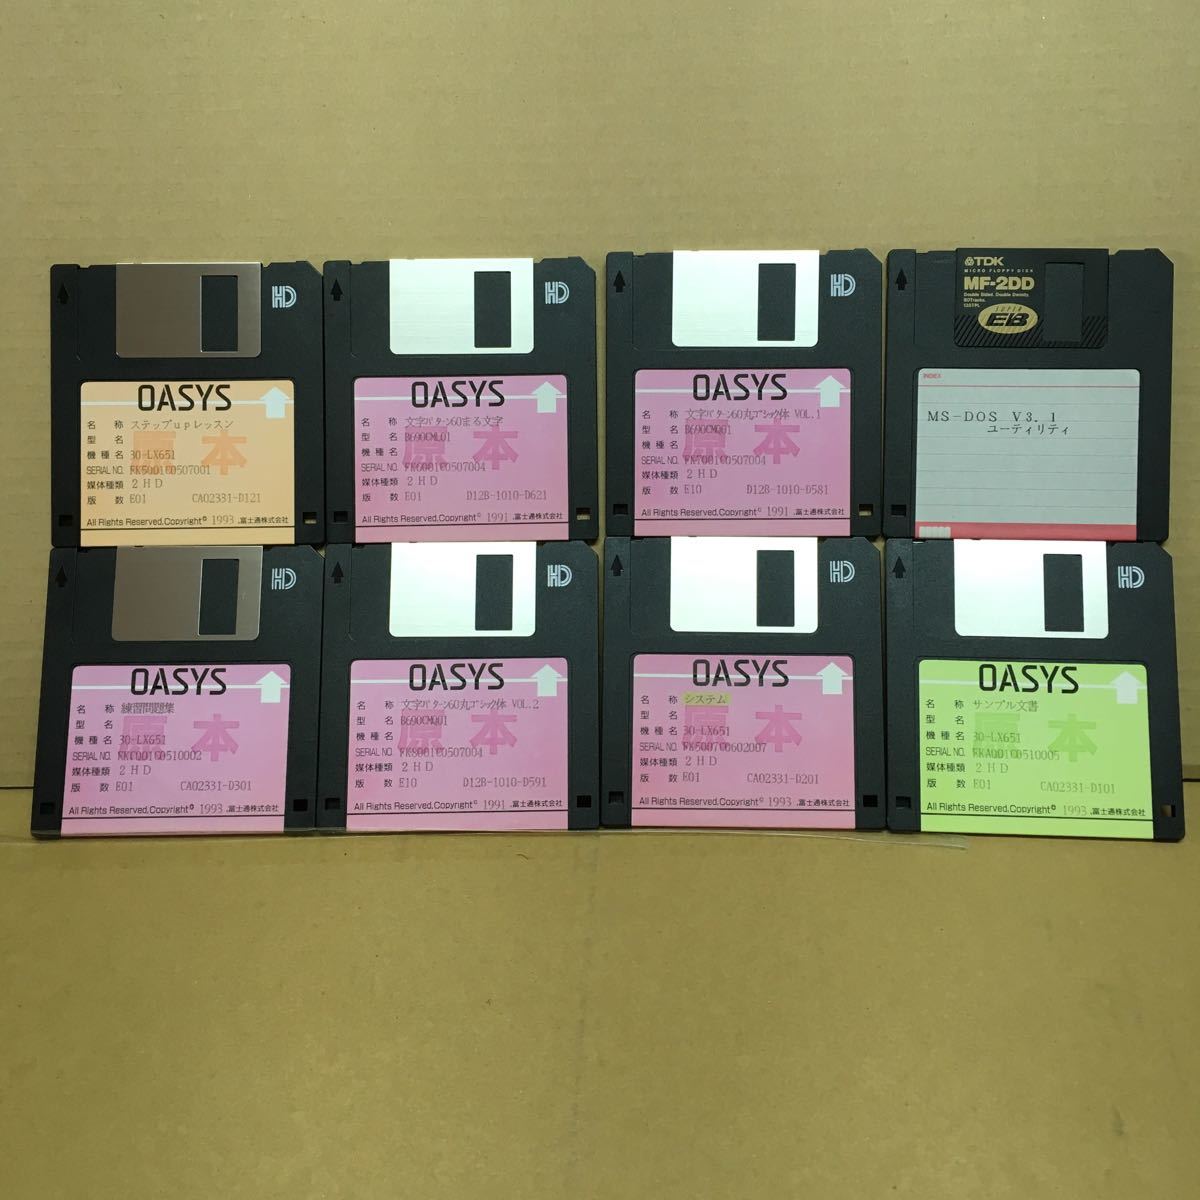 HD
OASYS
原本
名 称 ステップupレッスン
型 名
機 種 名 30-LX651
SERIAL NO. FK5001C0507001
媒体種類 2HD
版 数 E01 CA02331-D121
All Rights Reserved,Copyright© 1993 ,富士通株式会社
HD
OASYS
原本
名 称 文字パターン60まる文字
型 名 B690CML01
機 種 名
SERIAL NO. FK6001C0507004
媒体種類 2HD
版 数 E01 D12B-1010-D621
All Rights Reserved,Copyright© 1991 ,富士通株式会社
HD
OASYS
原本
名 称 文字パターン60丸ゴシック体 VOL.1
型 名 B690CMQ01
機 種 名
SERIAL NO. FK7001C0507004
媒体種類 2HD
版 数 E10 D12B-1010-D581
All Rights Reserved,Copyright© 1991 ,富士通株式会社
TDK
MICRO FLOPPY DISK
MF-2DD
Double Sided, Double Density,
80Tracks,
135TPI,
SUPER
EB
INDEX
MS-DOS V3.1
ユーティリティ
HD
OASYS
原本
名 称 練習問題集
型 名
機 種 名 30-LX651
SERIAL NO. FKC001C0510002
媒体種類 2HD
版 数 E01 CA02331-D301
All Rights Reserved,Copyright© 1993 ,富士通株式会社
HD
OASYS
原本
名 称 文字パターン60丸ゴシック体 VOL.2
型 名 B690CMQ01
機 種 名
SERIAL NO. FK8001C0507004
媒体種類 2HD
版 数 E10 D12B-1010-D591
All Rights Reserved,Copyright© 1991 ,富士通株式会社
HD
OASYS
原本
名 称 システム
型 名
機 種 名 30-LX651
SERIAL NO. FK5007C0602007
媒体種類 2HD
版 数 E01 CA02331-D201
All Rights Reserved,Copyright© 1993 ,富士通株式会社
HD
OASYS
原本
名 称 サンプル文書
型 名
機 種 名 30-LX651
SERIAL NO. FKA001C0510005
媒体種類 2HD
版 数 E01 CA02331-D101
All Rights Reserved,Copyright© 1993 ,富士通株式会社